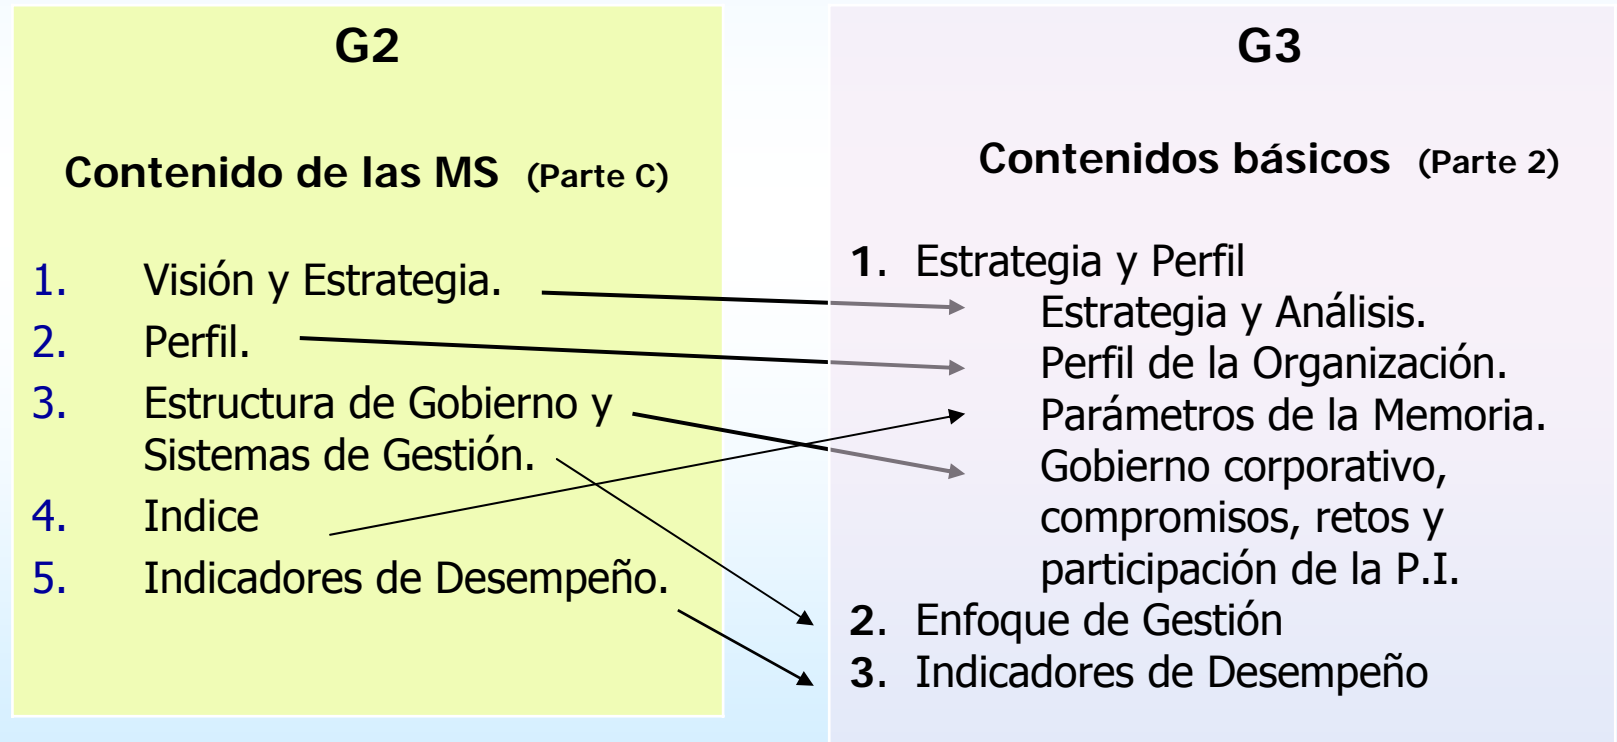 G2
Contenido de las MS (Parte C)
1. Visión y Estrategia.
2. Perfil.
3. Estructura de Gobierno y
Sistemas de Gestión.
4. Indice
5. Indicadores de Desempeño.
G3
Contenidos básicos (Parte 2)
1. Estrategia y Perfil
Estrategia y Análisis.
Perfil de la Organización.
Parámetros de la Memoria.
Gobierno corporativo,
compromisos, retos y
participación de la P.I.
2. Enfoque de Gestión
3. Indicadores de Desempeño